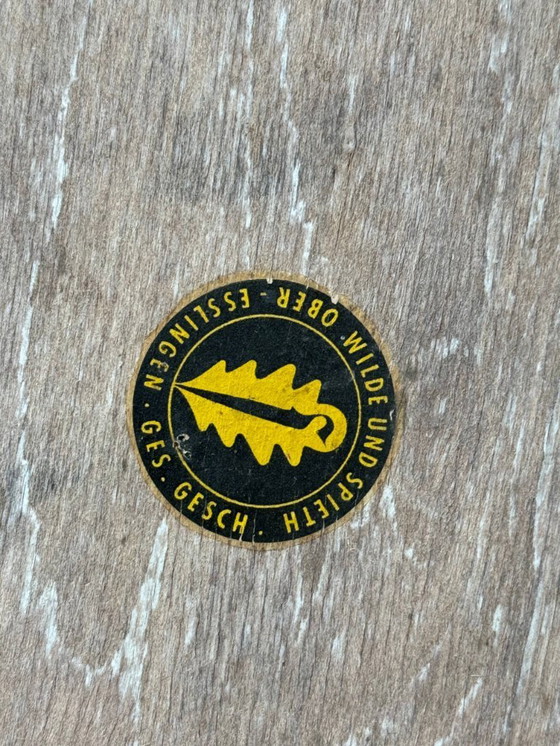 WILDE UND SPIETH · GES. GESCH. · OBER-ESSLINGEN ·